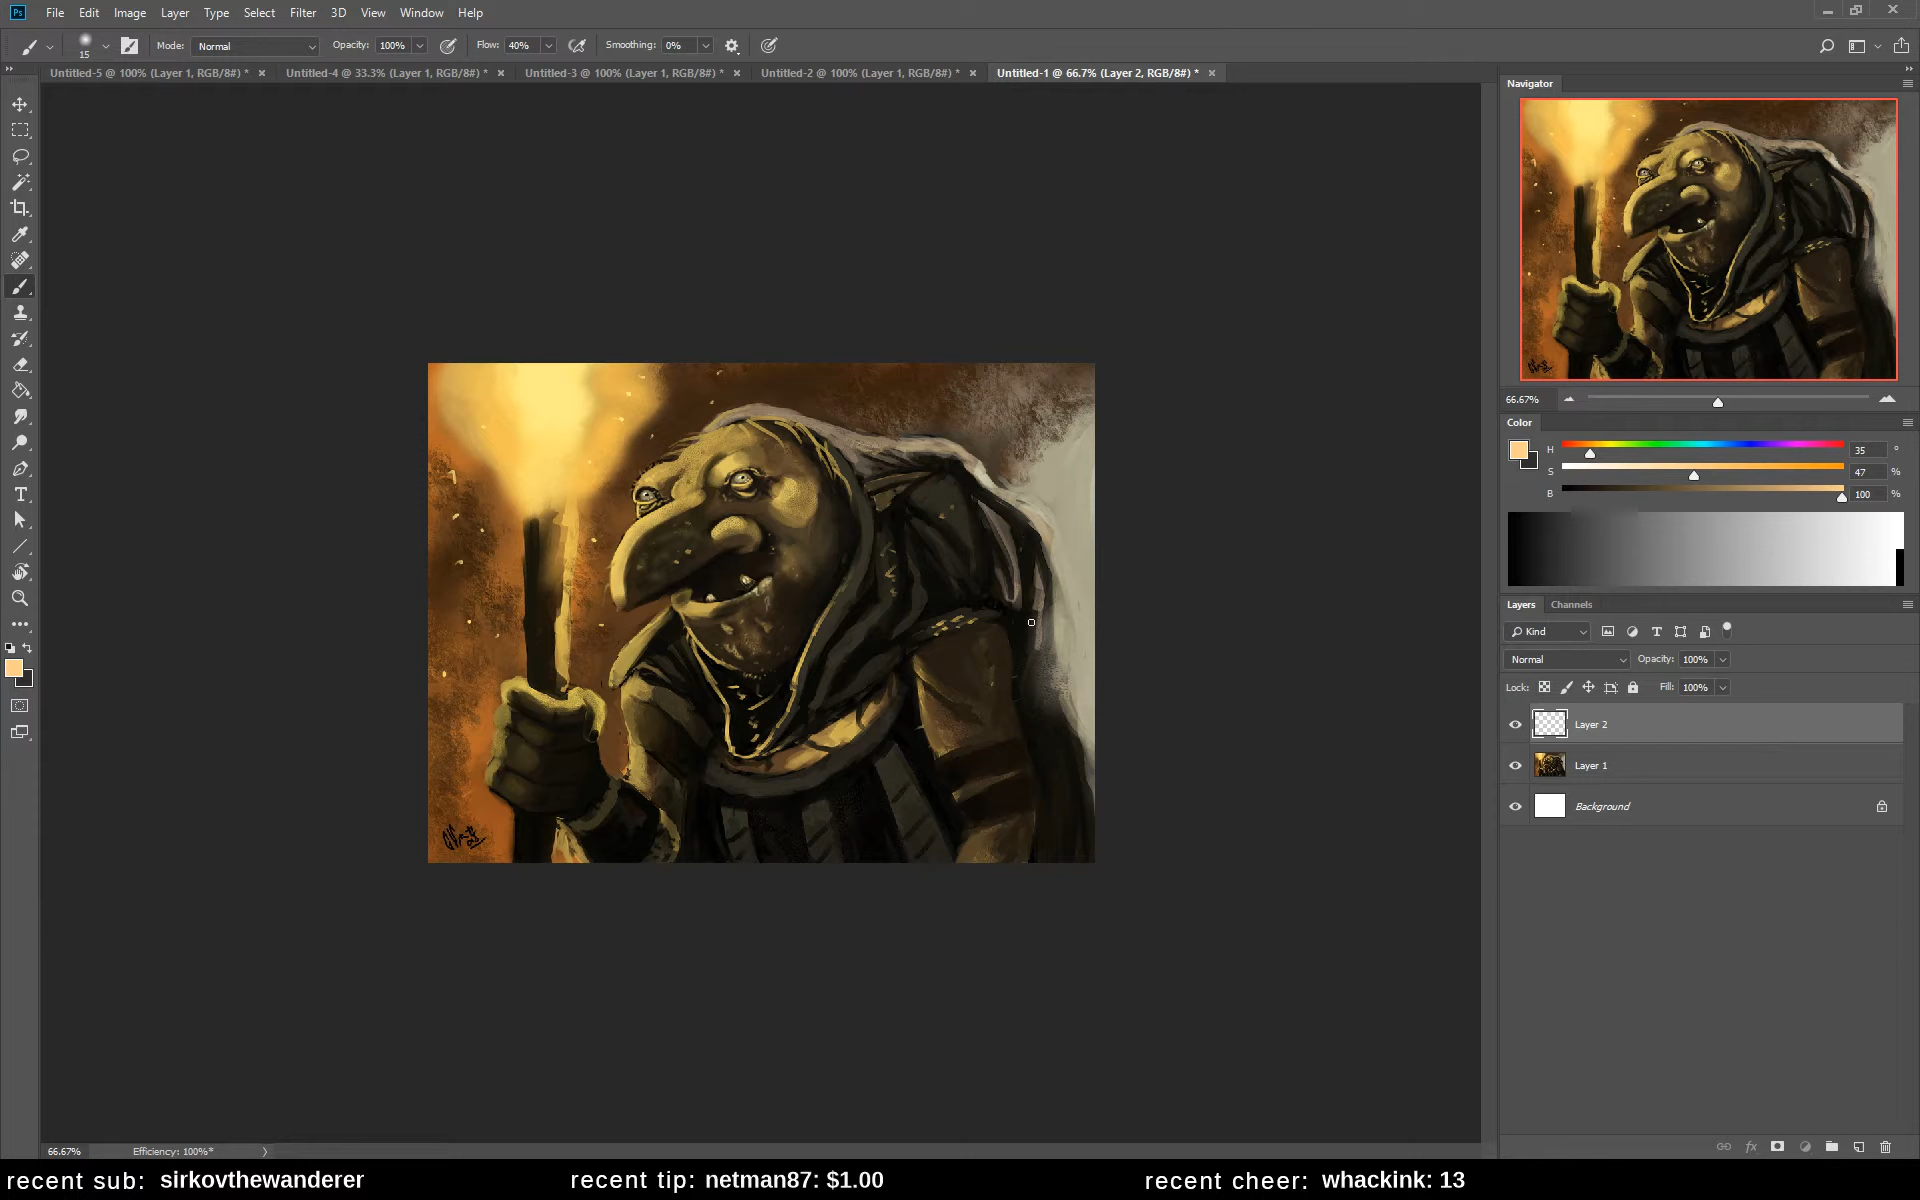 Ps File Edit Image Layer Type Select Filter 3D View Window Help
15 Mode: Normal Opacity: 100% Flow: 40% Smoothing: 0%
Untitled-5 @ 100% (Layer 1, RGB/8#) * Untitled-4 @ 33.3% (Layer 1, RGB/8#) * Untitled-3 @ 100% (Layer 1, RGB/8#) * Untitled-2 @ 100% (Layer 1, RGB/8#) * Untitled-1 @ 66.7% (Layer 2, RGB/8#) *
Navigator
66.67%
Color
H 35 °
S 47 %
B 100 %
Layers Channels
Kind
Normal Opacity: 100%
Lock: Fill: 100%
Layer 2
Layer 1
Background
66.67% Efficiency: 100%*
recent sub: sirkovthewanderer recent tip: netman87: $1.00 recent cheer: whackink: 13